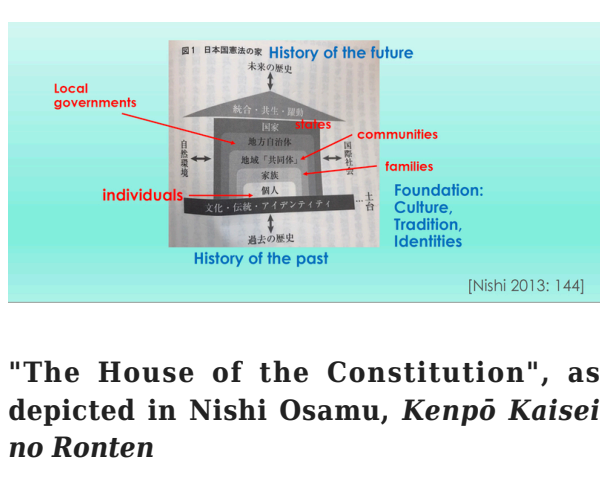 図1 日本国憲法の家
History of the future
未来の歴史
Local
governments
統合・共生・躍動
国家
states
地方自治体
communities
自然環境
国際社会
地域「共同体」
families
家族
individuals
個人
Foundation:
Culture,
Tradition,
Identities
文化・伝統・アイデンティティ
…土台
過去の歴史
History of the past
[Nishi 2013: 144]
"The House of the Constitution", as
depicted in Nishi Osamu, Kenpō Kaisei
no Ronten